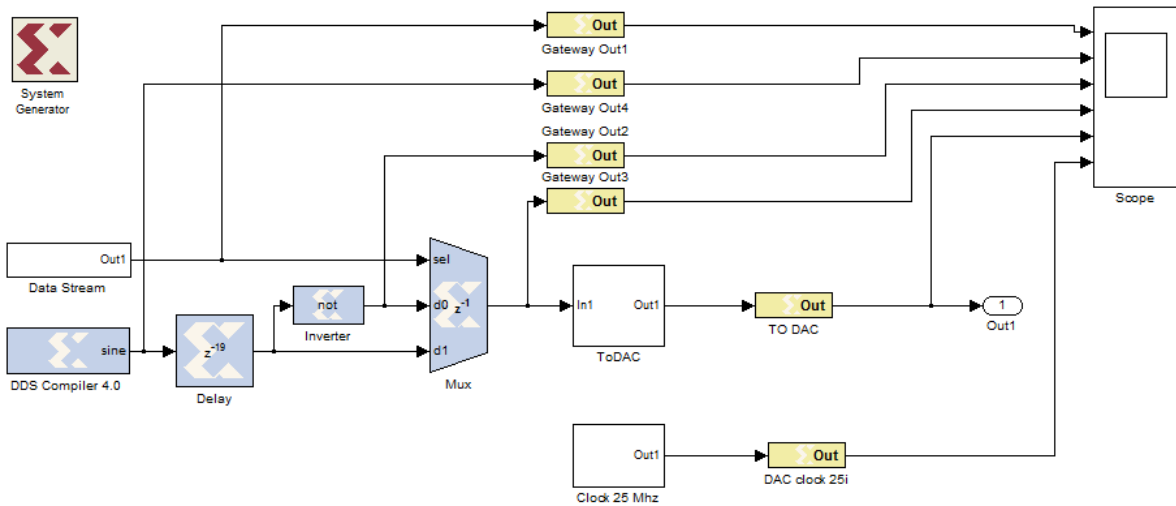 Out
Gateway Out1
System
Generator
Out
Gateway Out4
Gateway Out2
Out
Gateway Out3
Out
Scope
Out1
Data Stream
sel
d0
z-1
d1
Mux
not
Inverter
sine
DDS Compiler 4.0
z-19
Delay
In1
Out1
ToDAC
Out
TO DAC
1
Out1
Out1
Clock 25 Mhz
Out
DAC clock 25i